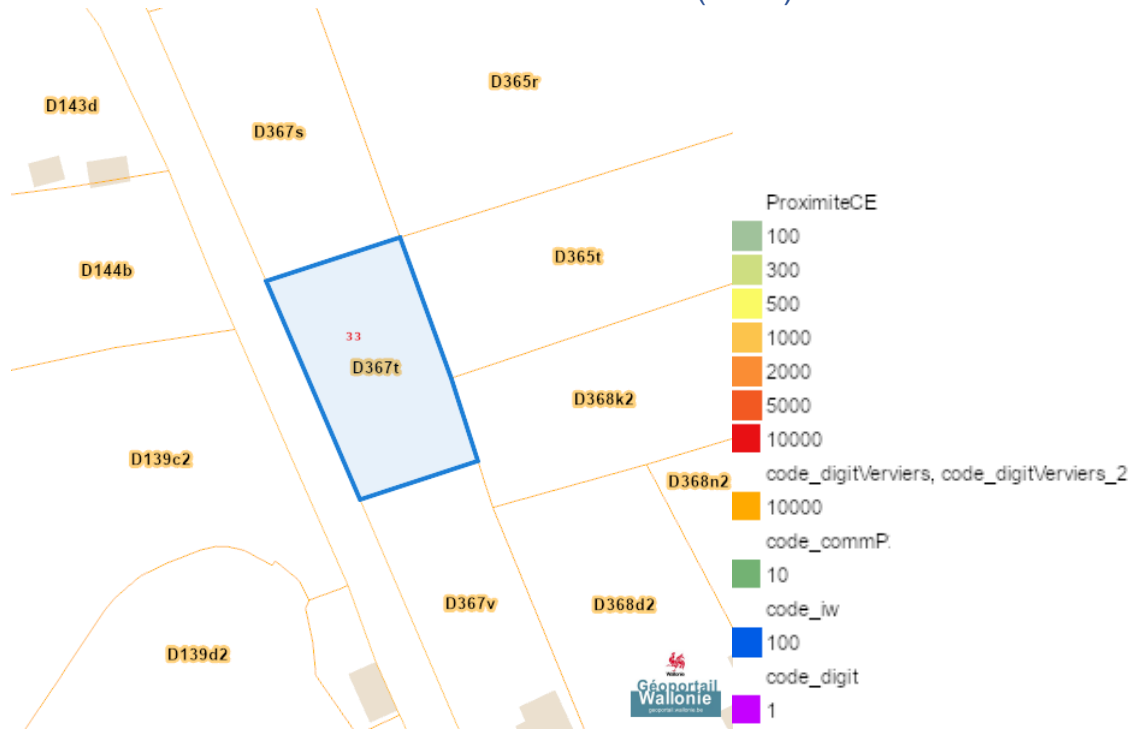 D143d
D367s
D365r
D144b
D365t
33
D367t
D368k2
D139c2
D368n2
D367v
D368d2
D139d2
Wallonie
Géoportail
Wallonie
geoportail.wallonie.be
ProximiteCE
100
300
500
1000
2000
5000
10000
code_digitVerviers, code_digitVerviers_2
10000
code_commP.
10
code_iw
100
code_digit
1